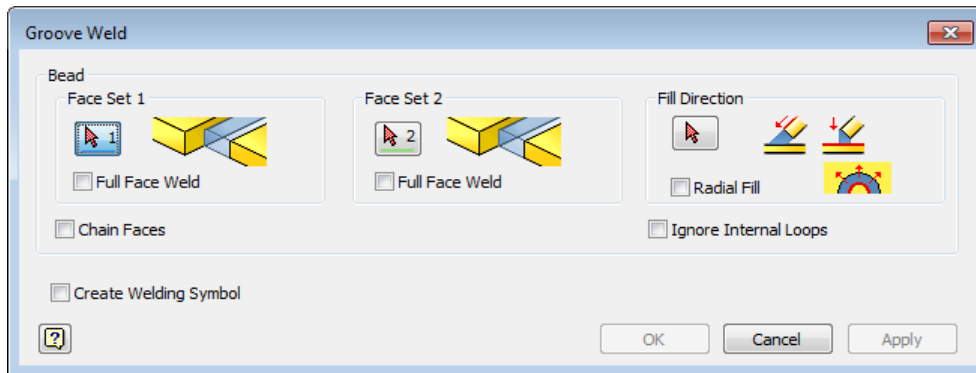 Groove Weld
Bead
Face Set 1
Face Set 2
Fill Direction
1
2
Full Face Weld
Full Face Weld
Radial Fill
Chain Faces
Ignore Internal Loops
Create Welding Symbol
?
OK
Cancel
Apply